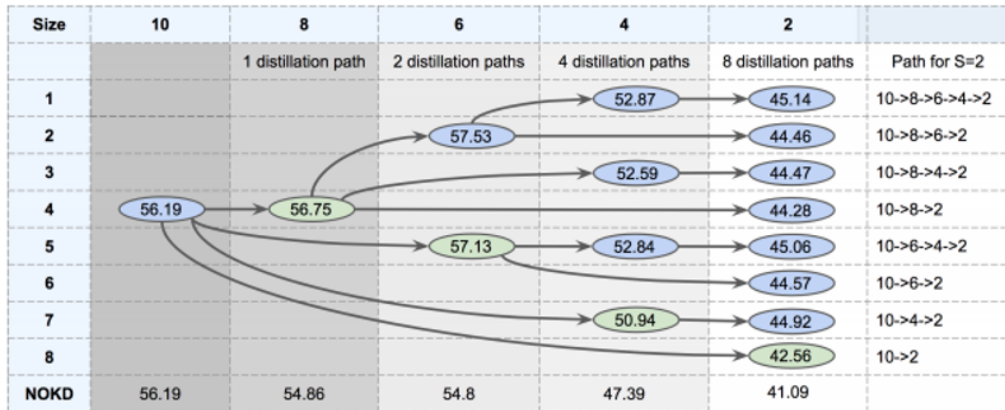 Size 10 8 6 4 2
1 distillation path 2 distillation paths 4 distillation paths 8 distillation paths Path for S=2
1 52.87 45.14 10->8->6->4->2
2 57.53 44.46 10->8->6->2
3 52.59 44.47 10->8->4->2
4 56.19 56.75 44.28 10->8->2
5 57.13 52.84 45.06 10->6->4->2
6 44.57 10->6->2
7 50.94 44.92 10->4->2
8 42.56 10->2
NOKD 56.19 54.86 54.8 47.39 41.09